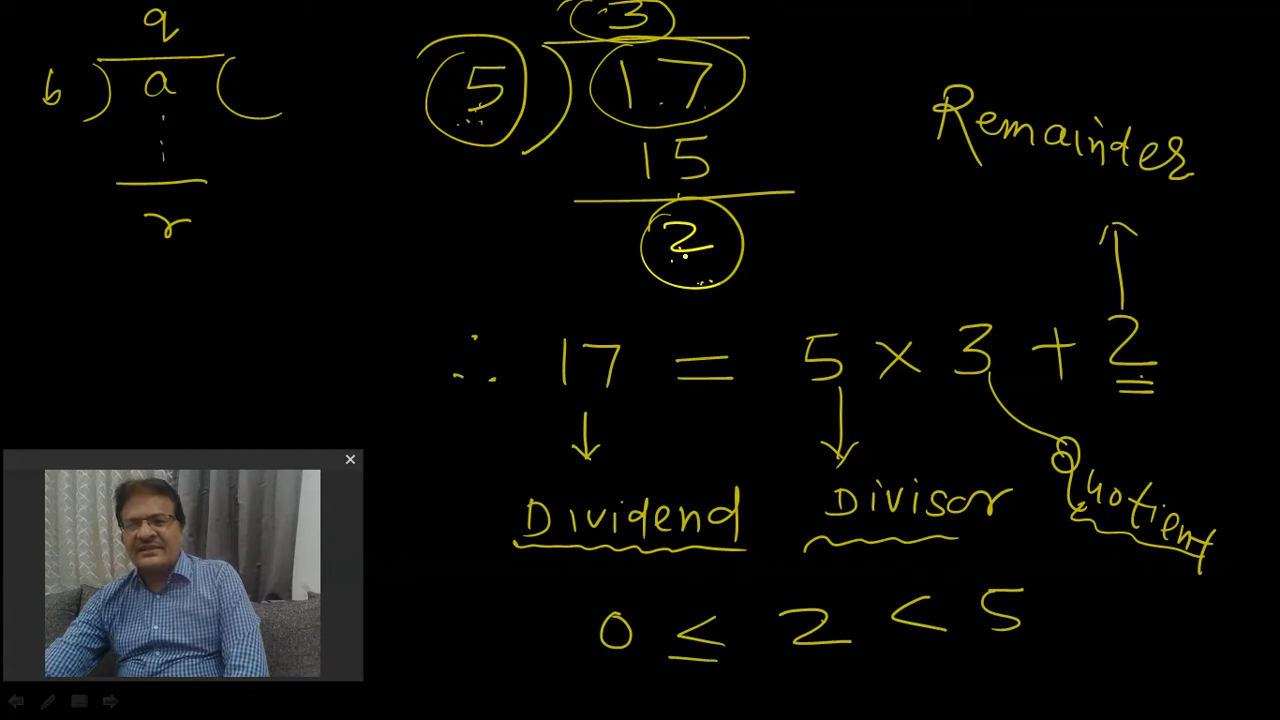 q
b ) a (
r
3
5 ) 17
15
2
Remainder
∴ 17 = 5 × 3 + 2
Dividend Divisor Quotient
0 ≤ 2 < 5